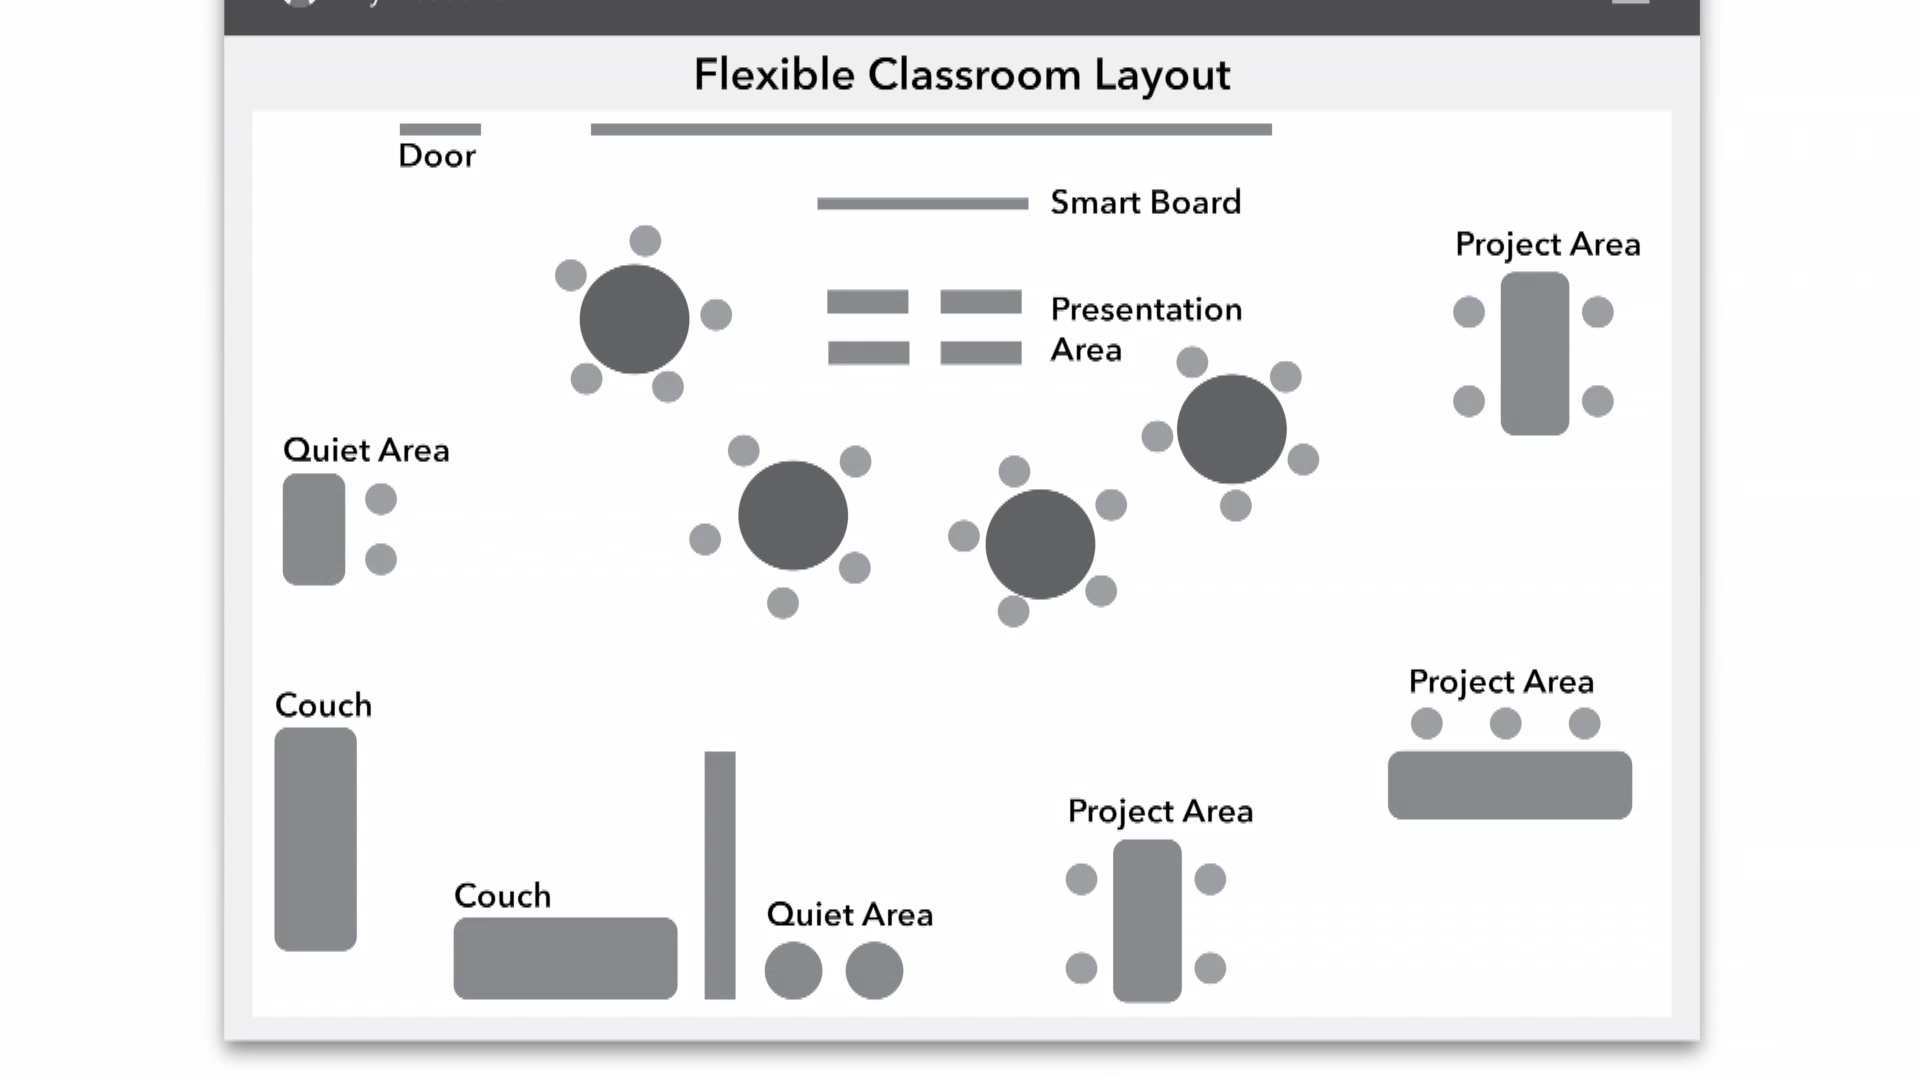 Flexible Classroom Layout
Door
Smart Board
Project Area
Presentation
Area
Quiet Area
Project Area
Couch
Project Area
Couch
Quiet Area